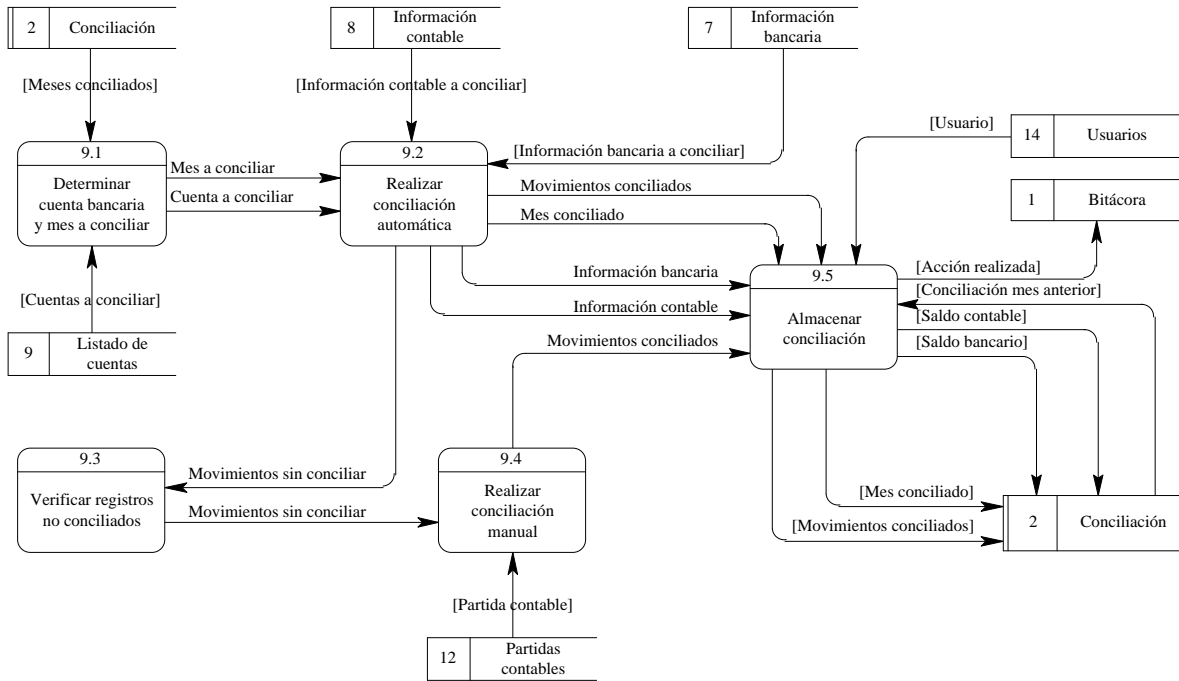 2 Conciliación
8 Información
contable
7 Información
bancaria
[Meses conciliados]
[Información contable a conciliar]
[Usuario]
14 Usuarios
9.1
Determinar
cuenta bancaria
y mes a conciliar
Mes a conciliar
Cuenta a conciliar
9.2
Realizar
conciliación
automática
[Información bancaria a conciliar]
Movimientos conciliados
Mes conciliado
1 Bitácora
[Cuentas a conciliar]
9 Listado de
cuentas
Información bancaria
Información contable
Movimientos conciliados
9.5
Almacenar
conciliación
[Acción realizada]
[Conciliación mes anterior]
[Saldo contable]
[Saldo bancario]
9.3
Verificar registros
no conciliados
Movimientos sin conciliar
Movimientos sin conciliar
9.4
Realizar
conciliación
manual
[Mes conciliado]
[Movimientos conciliados]
2 Conciliación
[Partida contable]
12 Partidas
contables